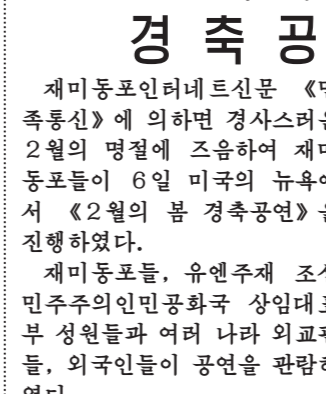 경 축 공
재미동포인터네트신문 《민
족통신》에 의하면 경사스러운
2월의 명절에 즈음하여 재미
동포들이 6일 미국의 뉴욕에
서 《2월의 봄 경축공연》을
진행하였다.
재미동포들, 유엔주재 조선
민주주의인민공화국 상임대표
부 성원들과 여러 나라 외교관
들, 외국인들이 공연을 관람하
였다.